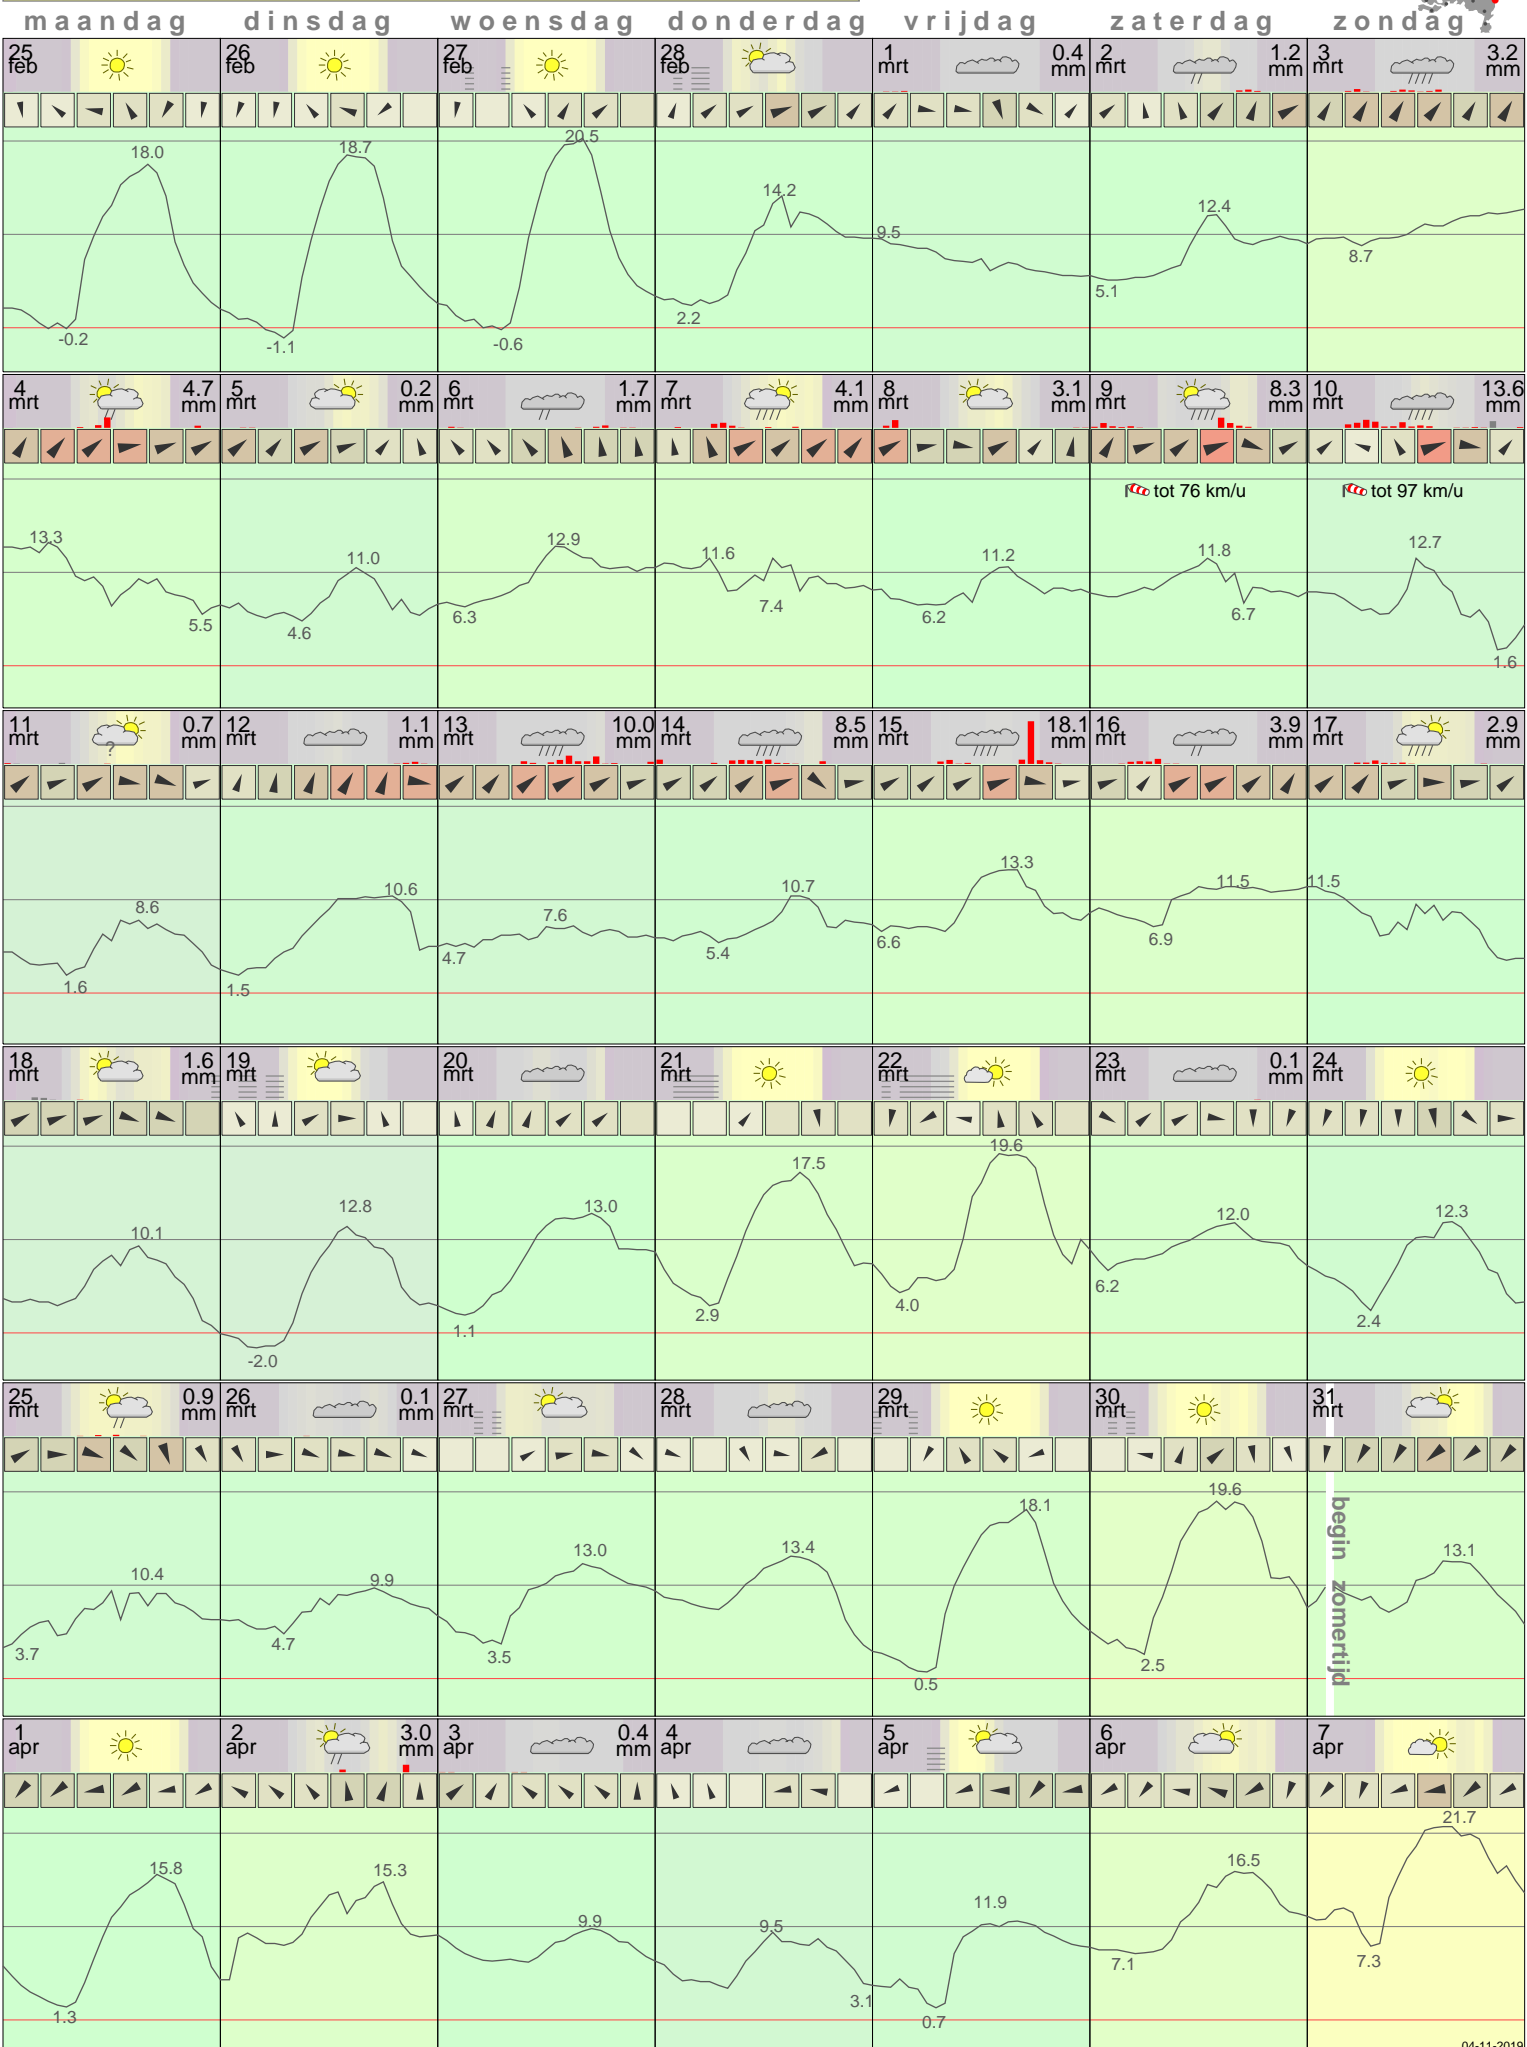 maandag dinsdag woensdag donderdag vrijdag zaterdag zondag
25 feb
26 feb
27 feb
28 feb
1 mrt 0.4 mm
2 mrt 1.2 mm
3 mrt 3.2 mm
18.0 -0.2
18.7 -1.1
20.5 -0.6
14.2 2.2
9.5
12.4 5.1
8.7
4 mrt 4.7 mm
5 mrt 0.2 mm
6 mrt 1.7 mm
7 mrt 4.1 mm
8 mrt 3.1 mm
9 mrt 8.3 mm
10 mrt 13.6 mm
tot 76 km/u
tot 97 km/u
13.3 5.5
11.0 4.6
12.9 6.3
11.6 7.4
11.2 6.2
11.8 6.7
12.7 1.6
11 mrt ? 0.7 mm
12 mrt 1.1 mm
13 mrt 10.0 mm
14 mrt 8.5 mm
15 mrt 18.1 mm
16 mrt 3.9 mm
17 mrt 2.9 mm
8.6 1.6
10.6 1.5
7.6 4.7
10.7 5.4
13.3 6.6
11.5 6.9
11.5
18 mrt 1.6 mm
19 mrt
20 mrt
21 mrt
22 mrt
23 mrt 0.1 mm
24 mrt
10.1
12.8 -2.0
13.0 1.1
17.5 2.9
19.6 4.0
12.0 6.2
12.3 2.4
25 mrt 0.9 mm
26 mrt 0.1 mm
27 mrt
28 mrt
29 mrt
30 mrt
31 mrt
10.4 3.7
9.9 4.7
13.0 3.5
13.4
18.1 0.5
19.6 2.5
13.1
begin zomertijd
1 apr
2 apr 3.0 mm
3 apr 0.4 mm
4 apr
5 apr
6 apr
7 apr
15.8 1.3
15.3
9.9
9.5 3.1
11.9 0.7
16.5 7.1
21.7 7.3
04-11-2019